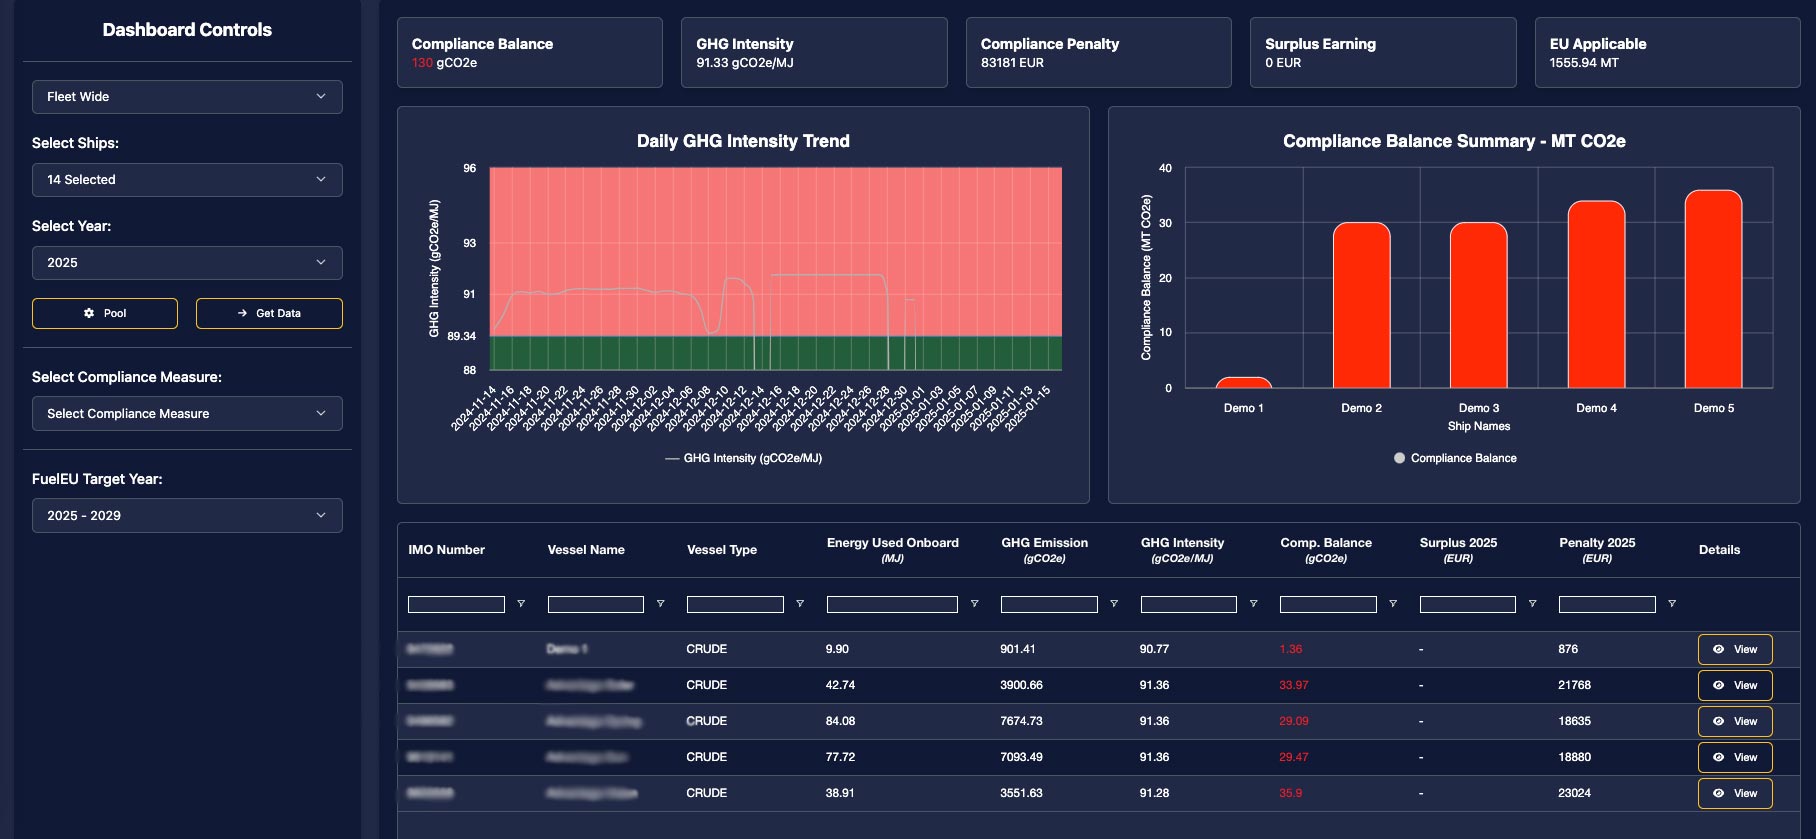 Dashboard Controls
Fleet Wide
Select Ships:
14 Selected
Select Year:
2025
Pool
Get Data
Select Compliance Measure:
Select Compliance Measure
FuelEU Target Year:
2025 - 2029
Compliance Balance
130 gCO2e
GHG Intensity
91.33 gCO2e/MJ
Compliance Penalty
83181 EUR
Surplus Earning
0 EUR
EU Applicable
1555.94 MT
Daily GHG Intensity Trend
GHG Intensity (gCO2e/MJ)
96
93
91
89.34
88
2024-11-14
2024-11-16
2024-11-18
2024-11-20
2024-11-22
2024-11-24
2024-11-26
2024-11-28
2024-11-30
2024-12-02
2024-12-04
2024-12-06
2024-12-08
2024-12-10
2024-12-12
2024-12-14
2024-12-16
2024-12-18
2024-12-20
2024-12-22
2024-12-24
2024-12-26
2024-12-28
2024-12-30
2025-01-01
2025-01-03
2025-01-05
2025-01-07
2025-01-09
2025-01-11
2025-01-13
2025-01-15
GHG Intensity (gCO2e/MJ)
Compliance Balance Summary - MT CO2e
Compliance Balance (MT CO2e)
40
30
20
10
0
Demo 1 Demo 2 Demo 3 Demo 4 Demo 5
Ship Names
Compliance Balance
IMO Number Vessel Name Vessel Type Energy Used Onboard (MJ) GHG Emission (gCO2e) GHG Intensity (gCO2e/MJ) Comp. Balance (gCO2e) Surplus 2025 (EUR) Penalty 2025 (EUR) Details
Demo 1 CRUDE 9.90 901.41 90.77 1.36 - 876 View
CRUDE 42.74 3900.66 91.36 33.97 - 21768 View
CRUDE 84.08 7674.73 91.36 29.09 - 18635 View
CRUDE 77.72 7093.49 91.36 29.47 - 18880 View
CRUDE 38.91 3551.63 91.28 35.9 - 23024 View